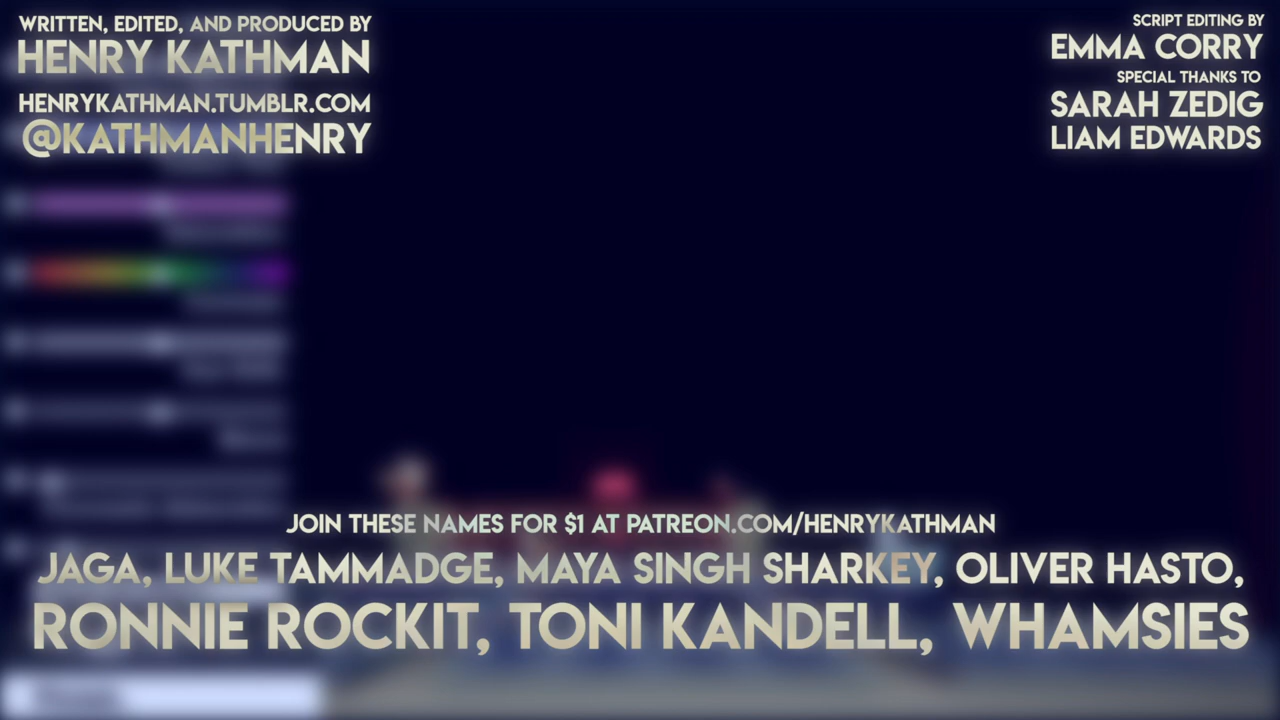 WRITTEN, EDITED, AND PRODUCED BY
HENRY KATHMAN
HENRYKATHMAN.TUMBLR.COM
@KATHMANHENRY
SCRIPT EDITING BY
EMMA CORRY
SPECIAL THANKS TO
SARAH ZEDIG
LIAM EDWARDS
JOIN THESE NAMES FOR $1 AT PATREON.COM/HENRYKATHMAN
JAGA, LUKE TAMMADGE, MAYA SINGH SHARKEY, OLIVER HASTO,
RONNIE ROCKIT, TONI KANDELL, WHAMSIES